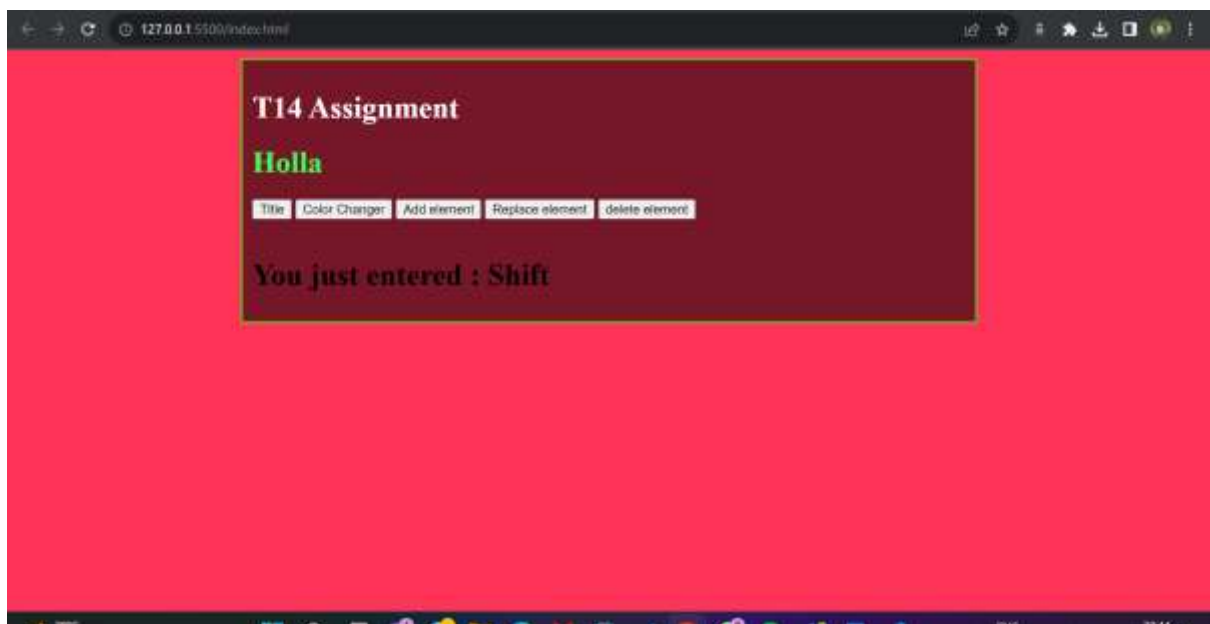 127.0.0.1:5500/index.html
T14 Assignment
Holla
Title Color Changer Add element Replace element delete element
You just entered : Shift